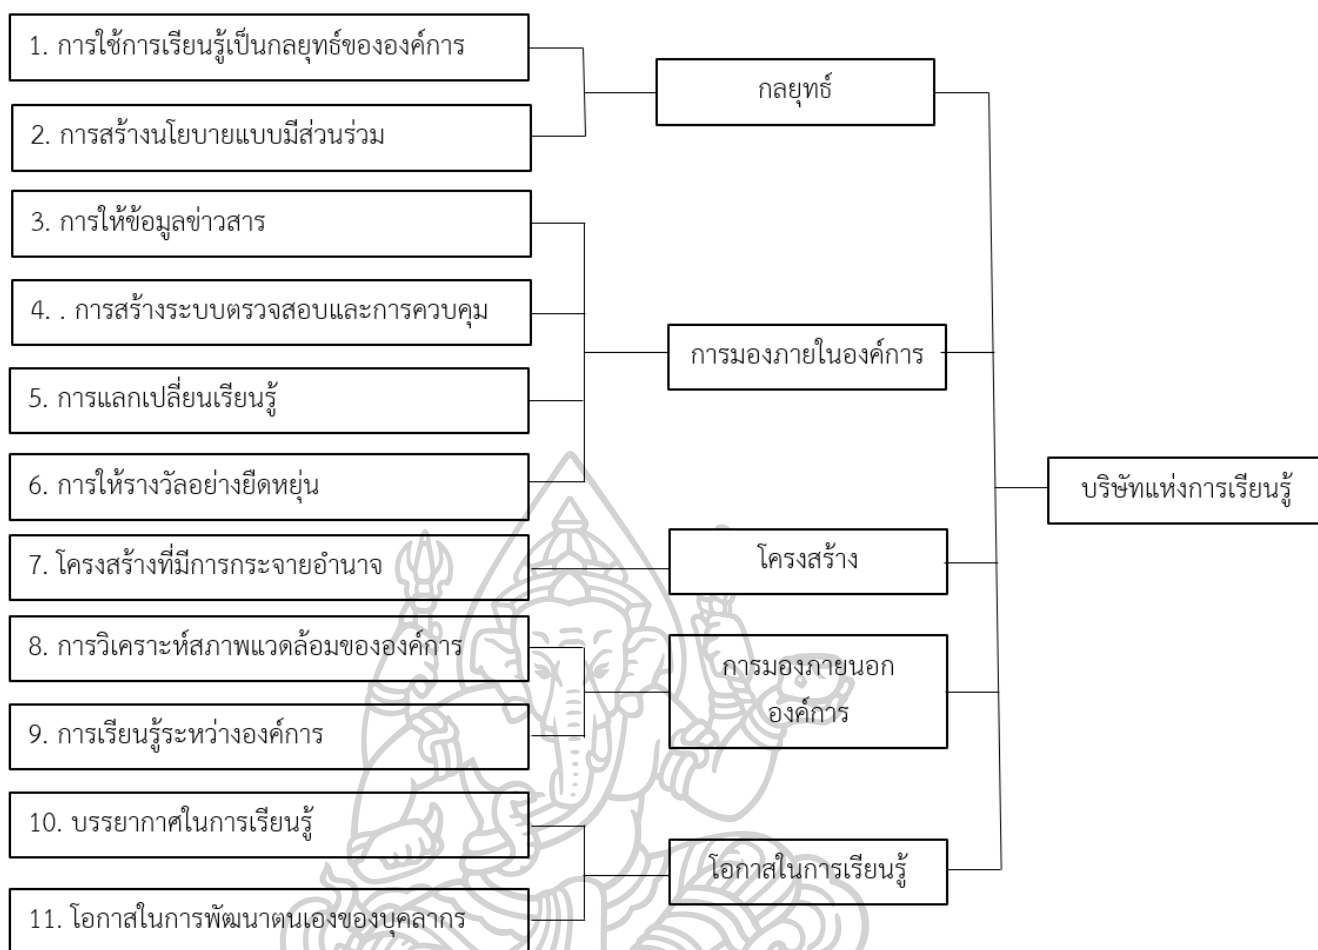 1. การใช้การเรียนรู้เป็นกลยุทธ์ขององค์การ
กลยุทธ์
2. การสร้างนโยบายแบบมีส่วนร่วม
3. การให้ข้อมูลข่าวสาร
4. . การสร้างระบบตรวจสอบและการควบคุม
การมองภายในองค์การ
5. การแลกเปลี่ยนเรียนรู้
6. การให้รางวัลอย่างยืดหยุ่น
บริษัทแห่งการเรียนรู้
7. โครงสร้างที่มีการกระจายอำนาจ
โครงสร้าง
8. การวิเคราะห์สภาพแวดล้อมขององค์การ
การมองภายนอก
องค์การ
9. การเรียนรู้ระหว่างองค์การ
10. บรรยากาศในการเรียนรู้
โอกาสในการเรียนรู้
11. โอกาสในการพัฒนาตนเองของบุคลากร